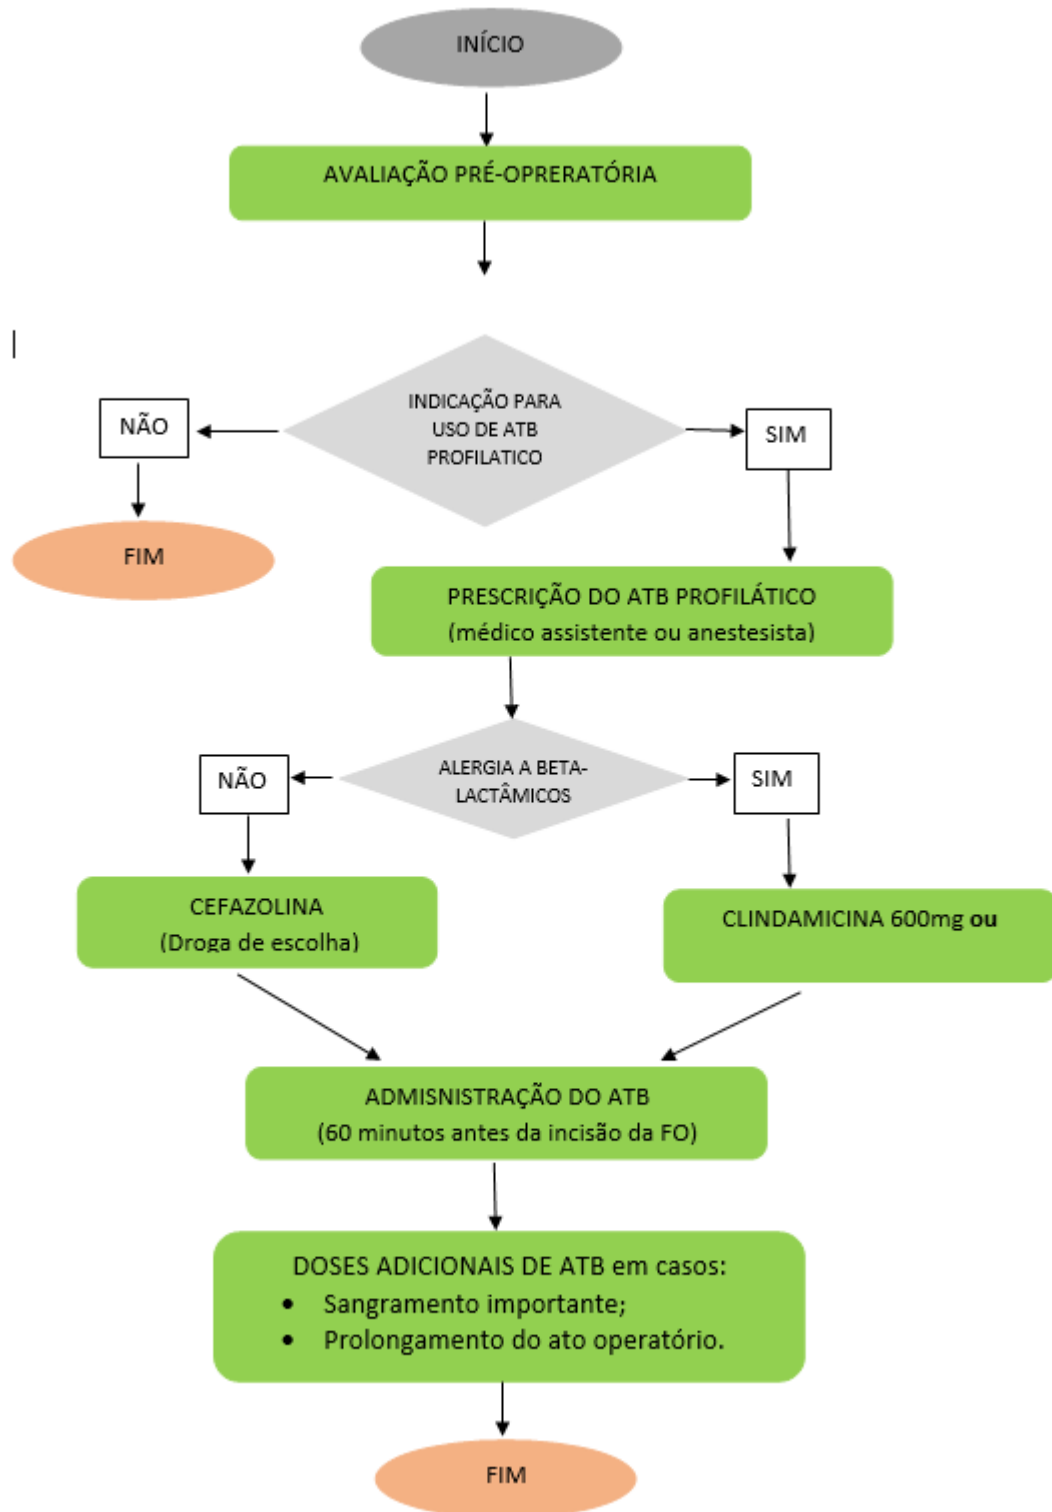 INÍCIO
AVALIAÇÃO PRÉ-OPRERATÓRIA
INDICAÇÃO PARA
USO DE ATB
PROFILATICO
NÃO
SIM
FIM
PRESCRIÇÃO DO ATB PROFILÁTICO
(médico assistente ou anestesista)
ALERGIA A BETA-
LACTÂMICOS
NÃO
SIM
CEFAZOLINA
(Droga de escolha)
CLINDAMICINA 600mg ou
ADMISNISTRAÇÃO DO ATB
(60 minutos antes da incisão da FO)
DOSES ADICIONAIS DE ATB em casos:
• Sangramento importante;
• Prolongamento do ato operatório.
FIM